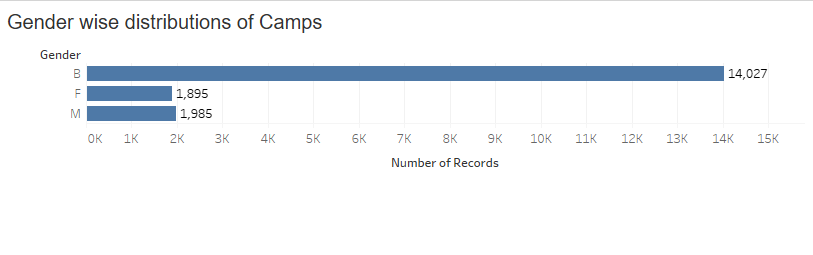 Gender wise distributions of Camps
Gender
B 14,027
F 1,895
M 1,985
0K 1K 2K 3K 4K 5K 6K 7K 8K 9K 10K 11K 12K 13K 14K 15K
Number of Records